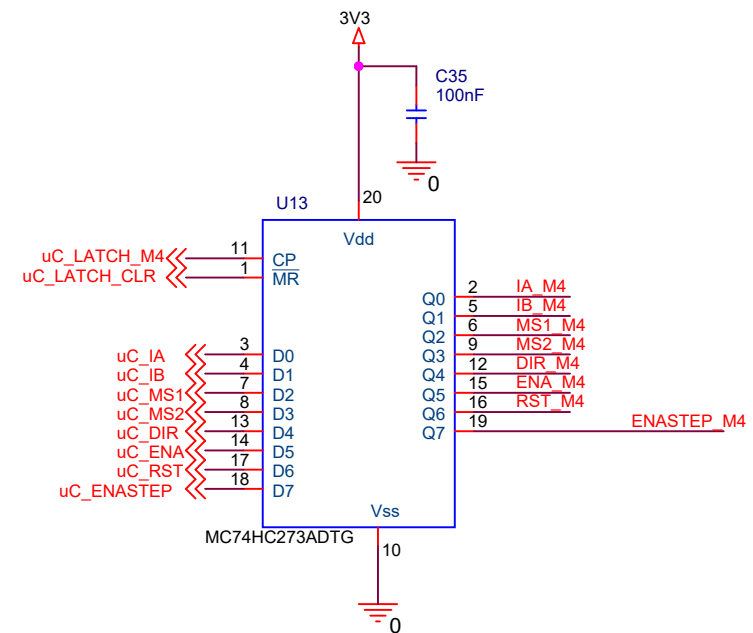 3V3
C35
100nF
0
U13
20
Vdd
uC_LATCH_M4 11 CP
uC_LATCH_CLR 1 MR
Q0 2 IA_M4
Q1 5 IB_M4
Q2 6 MS1_M4
Q3 9 MS2_M4
Q4 12 DIR_M4
Q5 15 ENA_M4
Q6 16 RST_M4
Q7 19 ENASTEP_M4
uC_IA 3 D0
uC_IB 4 D1
uC_MS1 7 D2
uC_MS2 8 D3
uC_DIR 13 D4
uC_ENA 14 D5
uC_RST 17 D6
uC_ENASTEP 18 D7
Vss
MC74HC273ADTG
10
0